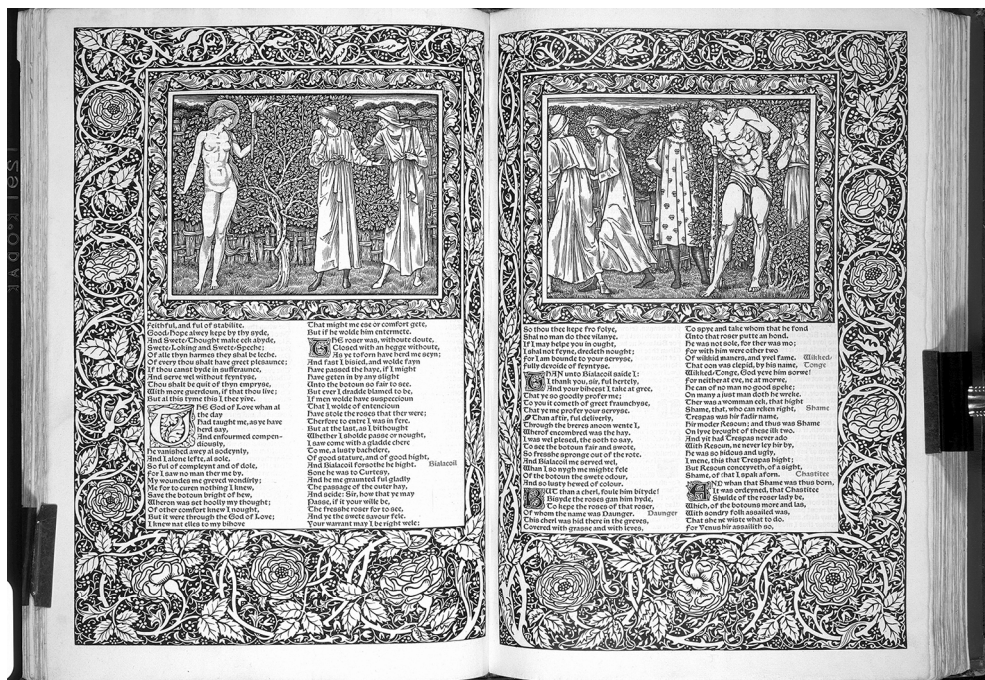 feithful, and ful of stabilite.
Good-Hope alwey kepe by thy syde,
And Swete-Thought make eek abyde,
Swete-Loking and Swete-Speche;
Of alle thyn harmes they shal be leche.
Of every thou shalt have greet plesaunce;
If thou canst byde in sufferaunce,
And serve wel without feyntyse,
Thou shalt be quit of thyn empryse,
With more guerdoun, if that thou live;
But al this tyme this I thee yive.
THE God of Love whan al
the day
Had taught me, as ye have
herd say,
And enfourmed compen-
diously,
He vanished awey al sodeynly,
And I alone lefte, al sole,
So ful of compleynt and of dole,
For I saw no man ther me by.
My woundes me greved wondirly;
Me for to curen nothing I knew,
Save the botoun bright of hew,
Wheron was set hoolly my thought;
Of other comfort knew I nought,
But it were through the God of Love;
I knew nat elles to my bihove
That might me ese or comfort gete,
But if he wolde him entermete.
THE roser was, withoute doute,
Closed with an hegge withoute,
As ye to-forn have herd me seyn;
And fast I bisied, and wolde fayn
Have passed the haye, if I might
Have geten in by any slight
Unto the botoun so fair to see.
But ever I dradde blamed to be,
If men wolde have suspeccioun
That I wolde of entencioun
Have stole the roses that ther were;
Therfore to entre I was in fere.
But at the last, as I bithought
Whether I sholde passe or nought,
I saw come with a gladde chere
To me, a lusty bachelere,
Of good stature, and of good hight,
And Bialacoil forsothe he hight.
Bialacoil
Sone he was to Curtesy,
And he me graunted ful gladly
The passage of the outer hay,
And seide: Sir, how that ye may
Passe, if it your wille be,
The fresshe roser for to see,
And ye the swete savour fele.
Your warrant may I be right wele;
So thou thee kepe fro folye,
Shal no man do thee vilanye.
If I may helpe you in ought,
I shal not feyne, dredeth nought;
For I am bounde to your servyse,
Fully devoide of feyntyse.
THAN unto Bialacoil saide I:
I thank you, sir, ful hertely,
And your biheest I take at gree,
That ye so goodly profer me;
To you it cometh of greet fraunchyse,
That ye me profer your servyse.
Than aftir, ful deliverly,
Through the breres anoon wente I,
Wherof encombred was the hay.
I was wel plesed, the soth to say,
To see the botoun fair and swote,
So fresshe spronge out of the rote.
And Bialacoil me served wel,
Whan I so nygh me mighte fele
Of the botoun the swete odour,
And so lusty hewed of colour.
BUT than a cherl, foule him bityde!
Bisyde the roses gan him hyde,
To kepe the roses of that roser,
Of whom the name was Daunger.
Daunger
This cherl was hid there in the greves,
Covered with grasse and with leves,
To spye and take whom that he fond
Unto that roser putte an hond.
He was not sole, for ther was mo;
For with him were other two
Of wikkid maners, and yvel fame.
Wikked-
That oon was clepid, by his name,
Tonge
Wikked-Tonge, God yeve him sorwe!
For neither at eve, ne at morwe,
He can of no man no good speke;
On many a just man doth he wreke.
Ther was a womman eek, that hight
Shame, that, who can reken right,
Shame
Trespas was hir fadir name,
Hir moder Resoun; and thus was Shame
On lyve brought of these ilk two.
And yit had Trespas never ado
With Resoun, ne never ley hir by,
He was so hidous and ugly,
I mene, this that Trespas hight;
But Resoun conceyveth, of a sight,
Shame, of that I spak aforn.
Chastitee
AND whan that Shame was thus born,
It was ordeyned, that Chastitee
Shulde of the roser lady be,
Which, of the botouns more and las,
With sondry folk assailed was,
That she ne wiste what to do.
For Venus hir assailith so,